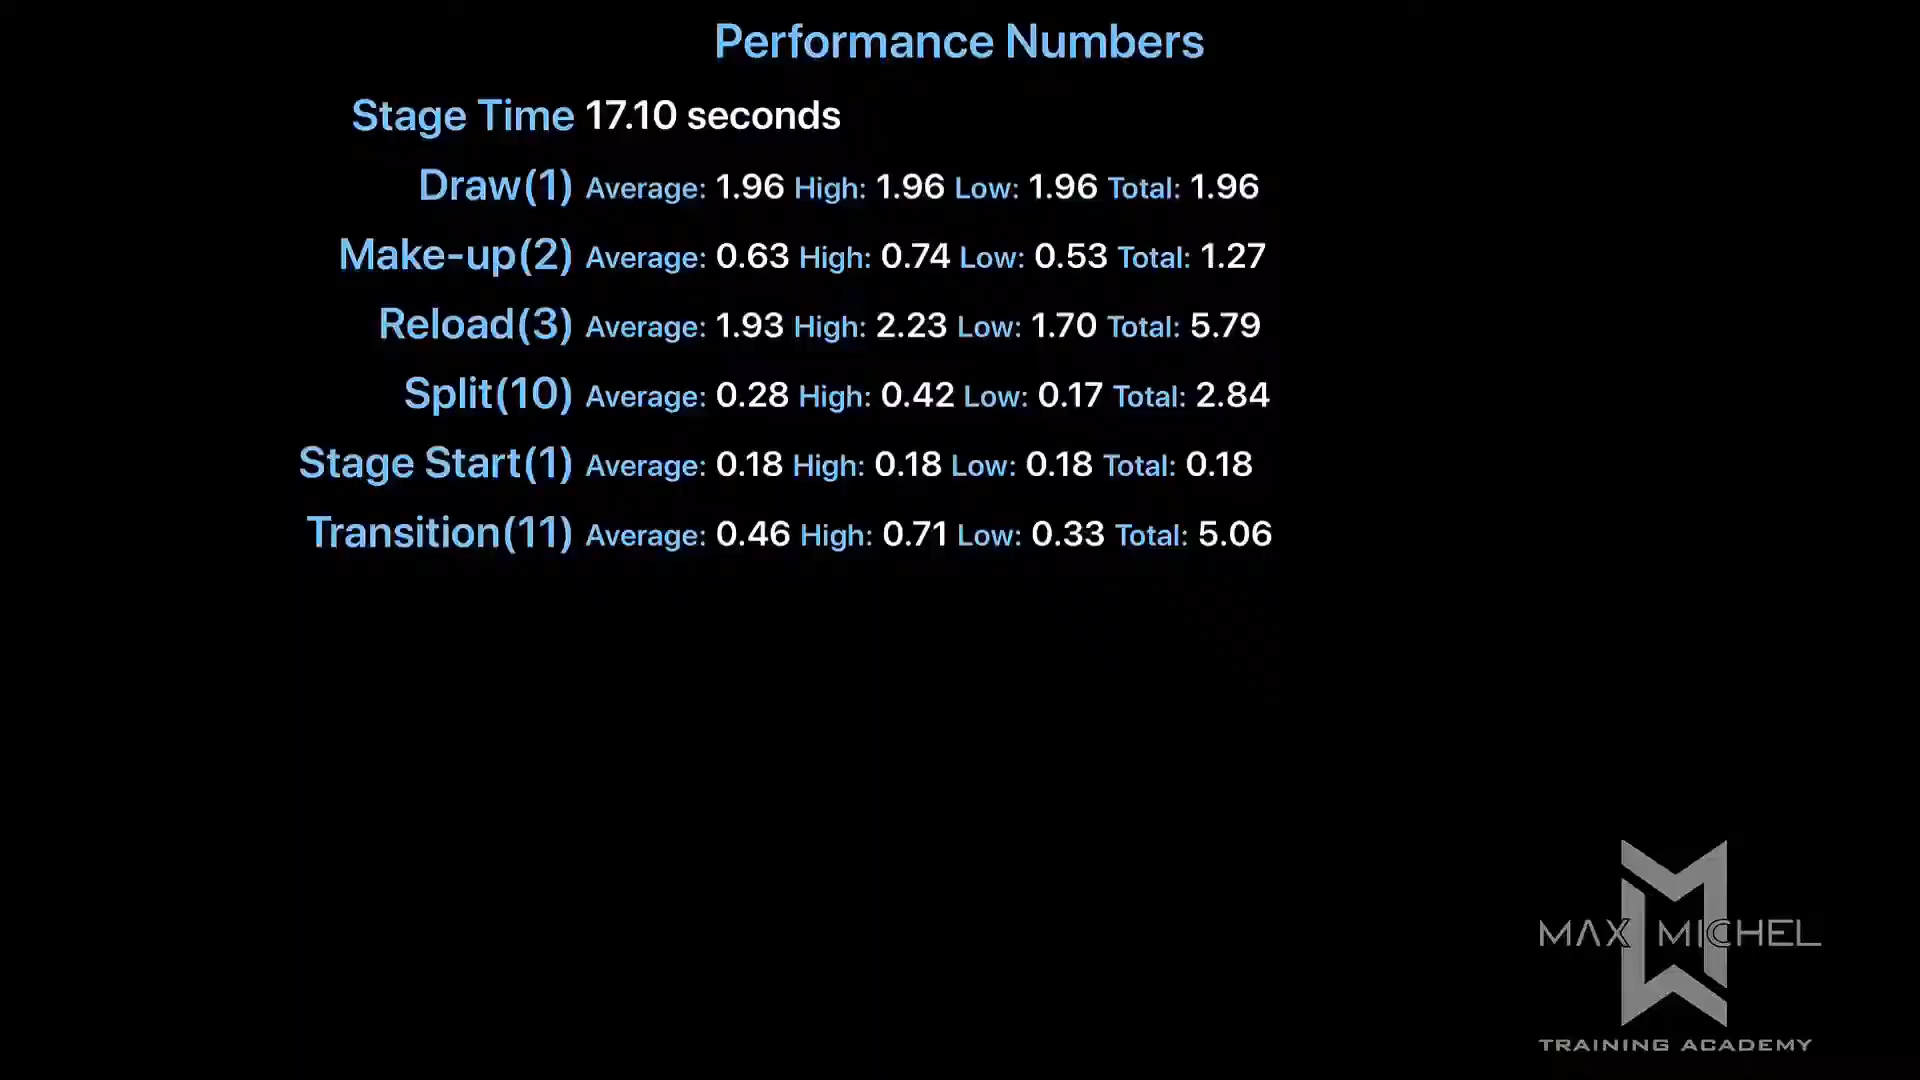 Performance Numbers
Stage Time 17.10 seconds
Draw(1) Average: 1.96 High: 1.96 Low: 1.96 Total: 1.96
Make-up(2) Average: 0.63 High: 0.74 Low: 0.53 Total: 1.27
Reload(3) Average: 1.93 High: 2.23 Low: 1.70 Total: 5.79
Split(10) Average: 0.28 High: 0.42 Low: 0.17 Total: 2.84
Stage Start(1) Average: 0.18 High: 0.18 Low: 0.18 Total: 0.18
Transition(11) Average: 0.46 High: 0.71 Low: 0.33 Total: 5.06
MAX MICHEL
TRAINING ACADEMY